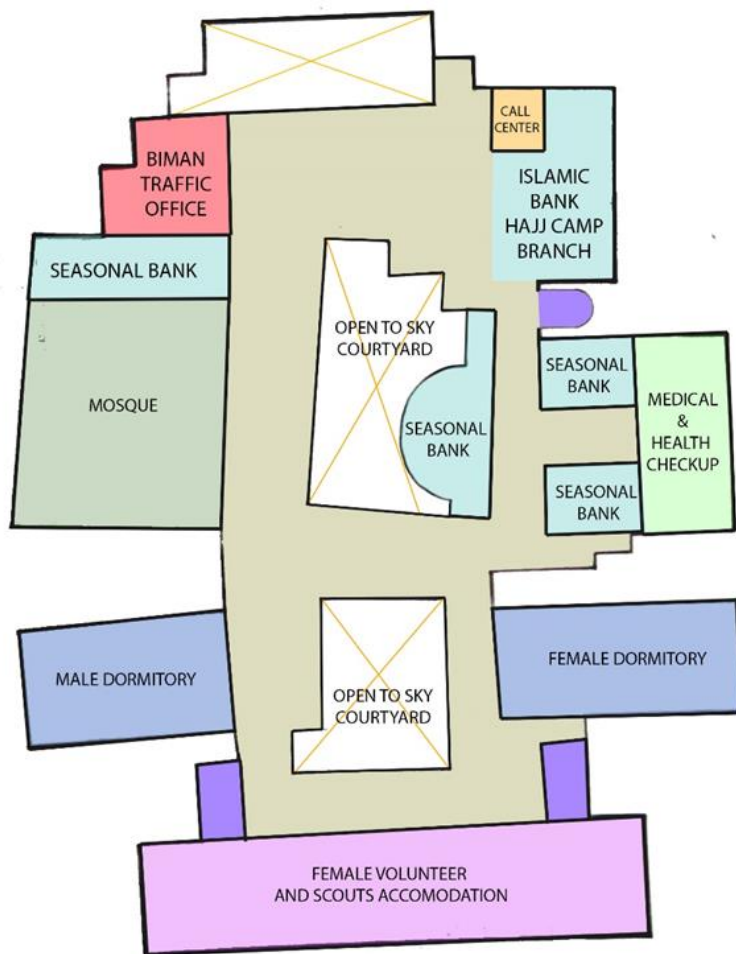 CALL
CENTER
BIMAN
TRAFFIC
OFFICE
ISLAMIC
BANK
HAJJ CAMP
BRANCH
SEASONAL BANK
OPEN TO SKY
COURTYARD
SEASONAL
BANK
MOSQUE
MEDICAL
&
HEALTH
CHECKUP
SEASONAL
BANK
SEASONAL
BANK
MALE DORMITORY
FEMALE DORMITORY
OPEN TO SKY
COURTYARD
FEMALE VOLUNTEER
AND SCOUTS ACCOMODATION